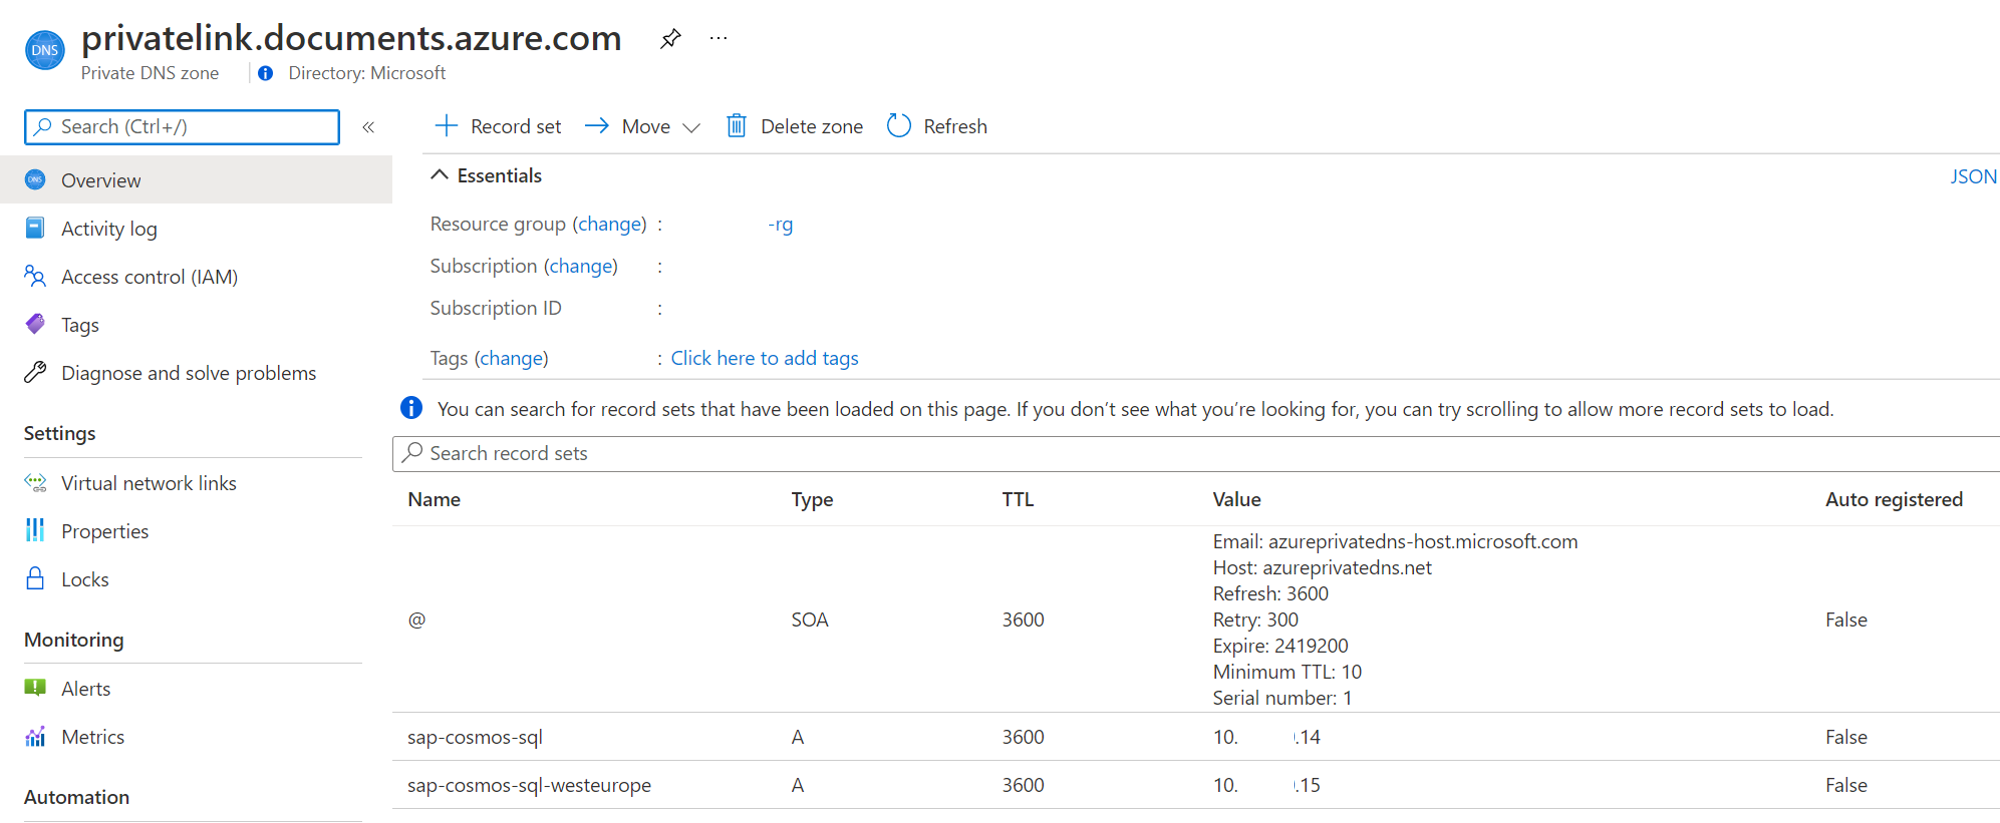 DNS
privatelink.documents.azure.com
...
Private DNS zone
Directory: Microsoft
Search (Ctrl+/)
«
Record set
Move
Delete zone
Refresh
DNS
Overview
Activity log
Access control (IAM)
Tags
Diagnose and solve problems
Settings
Virtual network links
Properties
Locks
Monitoring
Alerts
Metrics
Automation
Essentials
JSON
Resource group (change) : -rg
Subscription (change) :
Subscription ID :
Tags (change) : Click here to add tags
You can search for record sets that have been loaded on this page. If you don’t see what you’re looking for, you can try scrolling to allow more record sets to load.
Search record sets
Name Type TTL Value Auto registered
Email: azureprivatedns-host.microsoft.com
Host: azureprivatedns.net
Refresh: 3600
@ SOA 3600 Retry: 300 False
Expire: 2419200
Minimum TTL: 10
Serial number: 1
sap-cosmos-sql A 3600 10. .14 False
sap-cosmos-sql-westeurope A 3600 10. .15 False